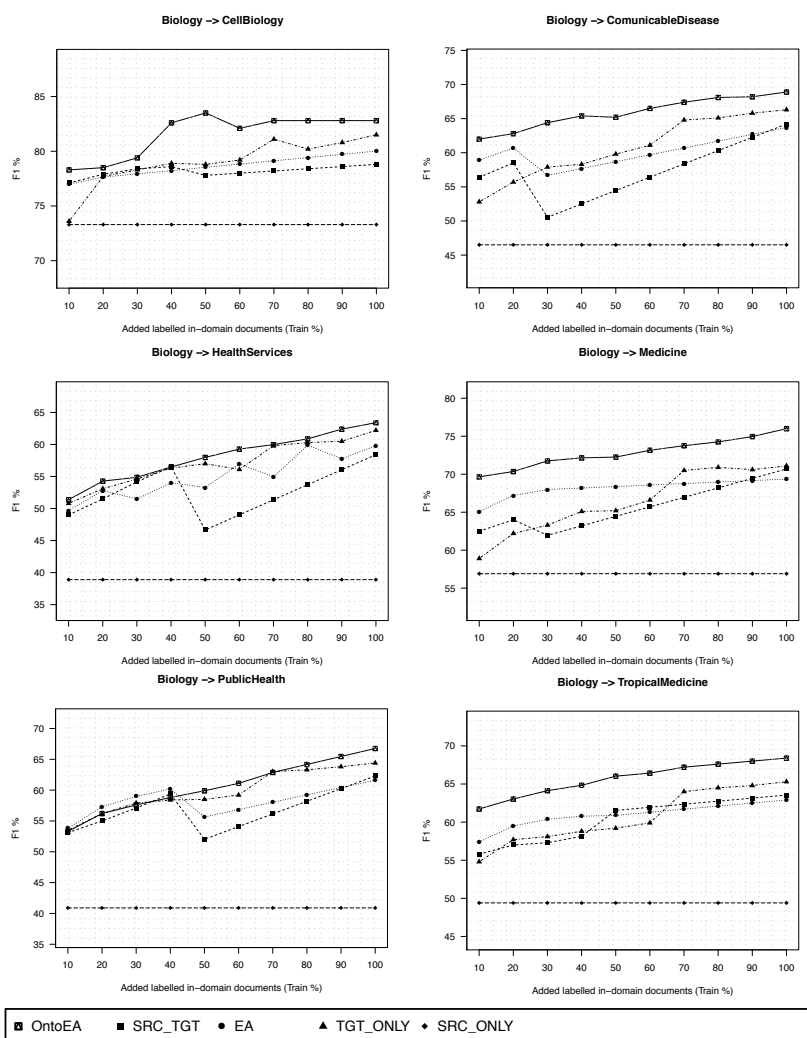 Biology −> CellBiology
F1 %
85
80
75
70
10 20 30 40 50 60 70 80 90 100
Added labelled in−domain documents (Train %)
Biology −> ComunicableDisease
F1 %
75
70
65
60
55
50
45
10 20 30 40 50 60 70 80 90 100
Added labelled in−domain documents (Train %)
Biology −> HealthServices
F1 %
65
60
55
50
45
40
35
10 20 30 40 50 60 70 80 90 100
Added labelled in−domain documents (Train %)
Biology −> Medicine
F1 %
80
75
70
65
60
55
10 20 30 40 50 60 70 80 90 100
Added labelled in−domain documents (Train %)
Biology −> PublicHealth
F1 %
70
65
60
55
50
45
40
35
10 20 30 40 50 60 70 80 90 100
Added labelled in−domain documents (Train %)
Biology −> TropicalMedicine
F1 %
70
65
60
55
50
45
10 20 30 40 50 60 70 80 90 100
Added labelled in−domain documents (Train %)
OntoEA SRC_TGT EA TGT_ONLY SRC_ONLY